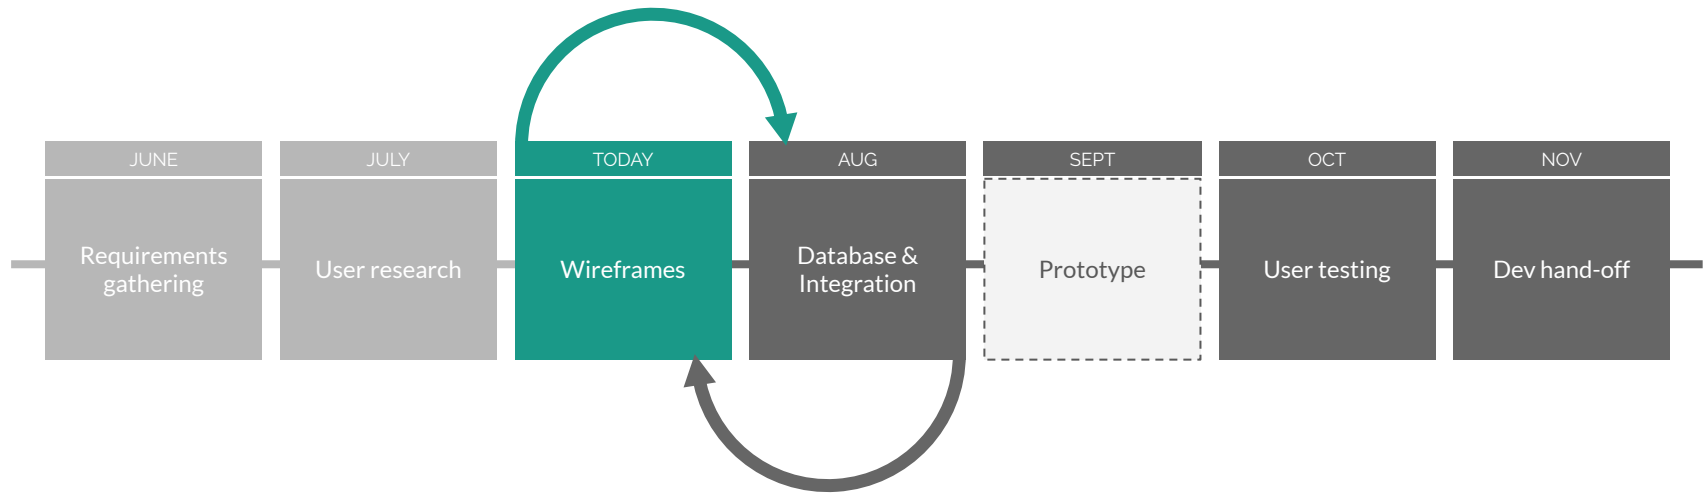 JUNE
Requirements
gathering
JULY
User research
TODAY
Wireframes
AUG
Database &
Integration
SEPT
Prototype
OCT
User testing
NOV
Dev hand-off